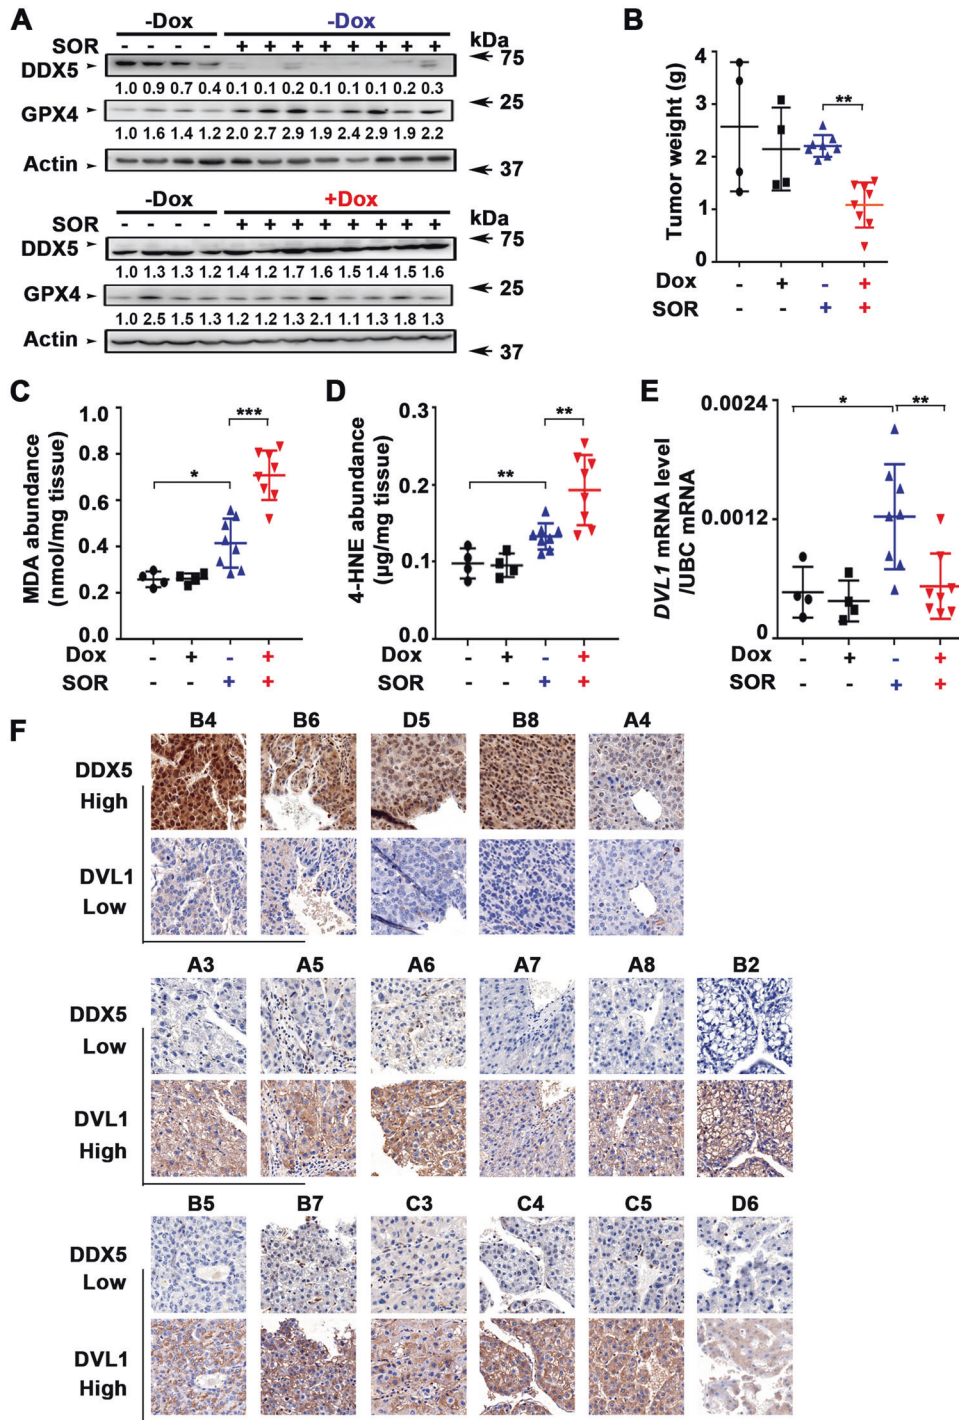 A
-Dox -Dox
SOR - - - - + + + + + + + + kDa
DDX5 75
1.0 0.9 0.7 0.4 0.1 0.1 0.2 0.1 0.1 0.1 0.2 0.3
GPX4 25
1.0 1.6 1.4 1.2 2.0 2.7 2.9 1.9 2.4 2.9 1.9 2.2
Actin 37
-Dox +Dox
SOR - - - - + + + + + + + + kDa
DDX5 75
1.0 1.3 1.3 1.2 1.4 1.2 1.7 1.6 1.5 1.4 1.5 1.6
GPX4 25
1.0 2.5 1.5 1.3 1.2 1.2 1.3 2.1 1.1 1.3 1.8 1.3
Actin 37
B
Tumor weight (g)
4
3
2
1
0
**
Dox - + - +
SOR - - + +
C
MDA abundance
(nmol/mg tissue)
1.0
0.8
0.6
0.4
0.2
0.0
*
***
Dox - + - +
SOR - - + +
D
4-HNE abundance
(µg/mg tissue)
0.3
0.2
0.1
0.0
**
**
Dox - + - +
SOR - - + +
E
DVL1 mRNA level
/UBC mRNA
0.0024
0.0012
0
*
**
Dox - + - +
SOR - - + +
F
B4 B6 D5 B8 A4
DDX5
High
DVL1
Low
A3 A5 A6 A7 A8 B2
DDX5
Low
DVL1
High
B5 B7 C3 C4 C5 D6
DDX5
Low
DVL1
High